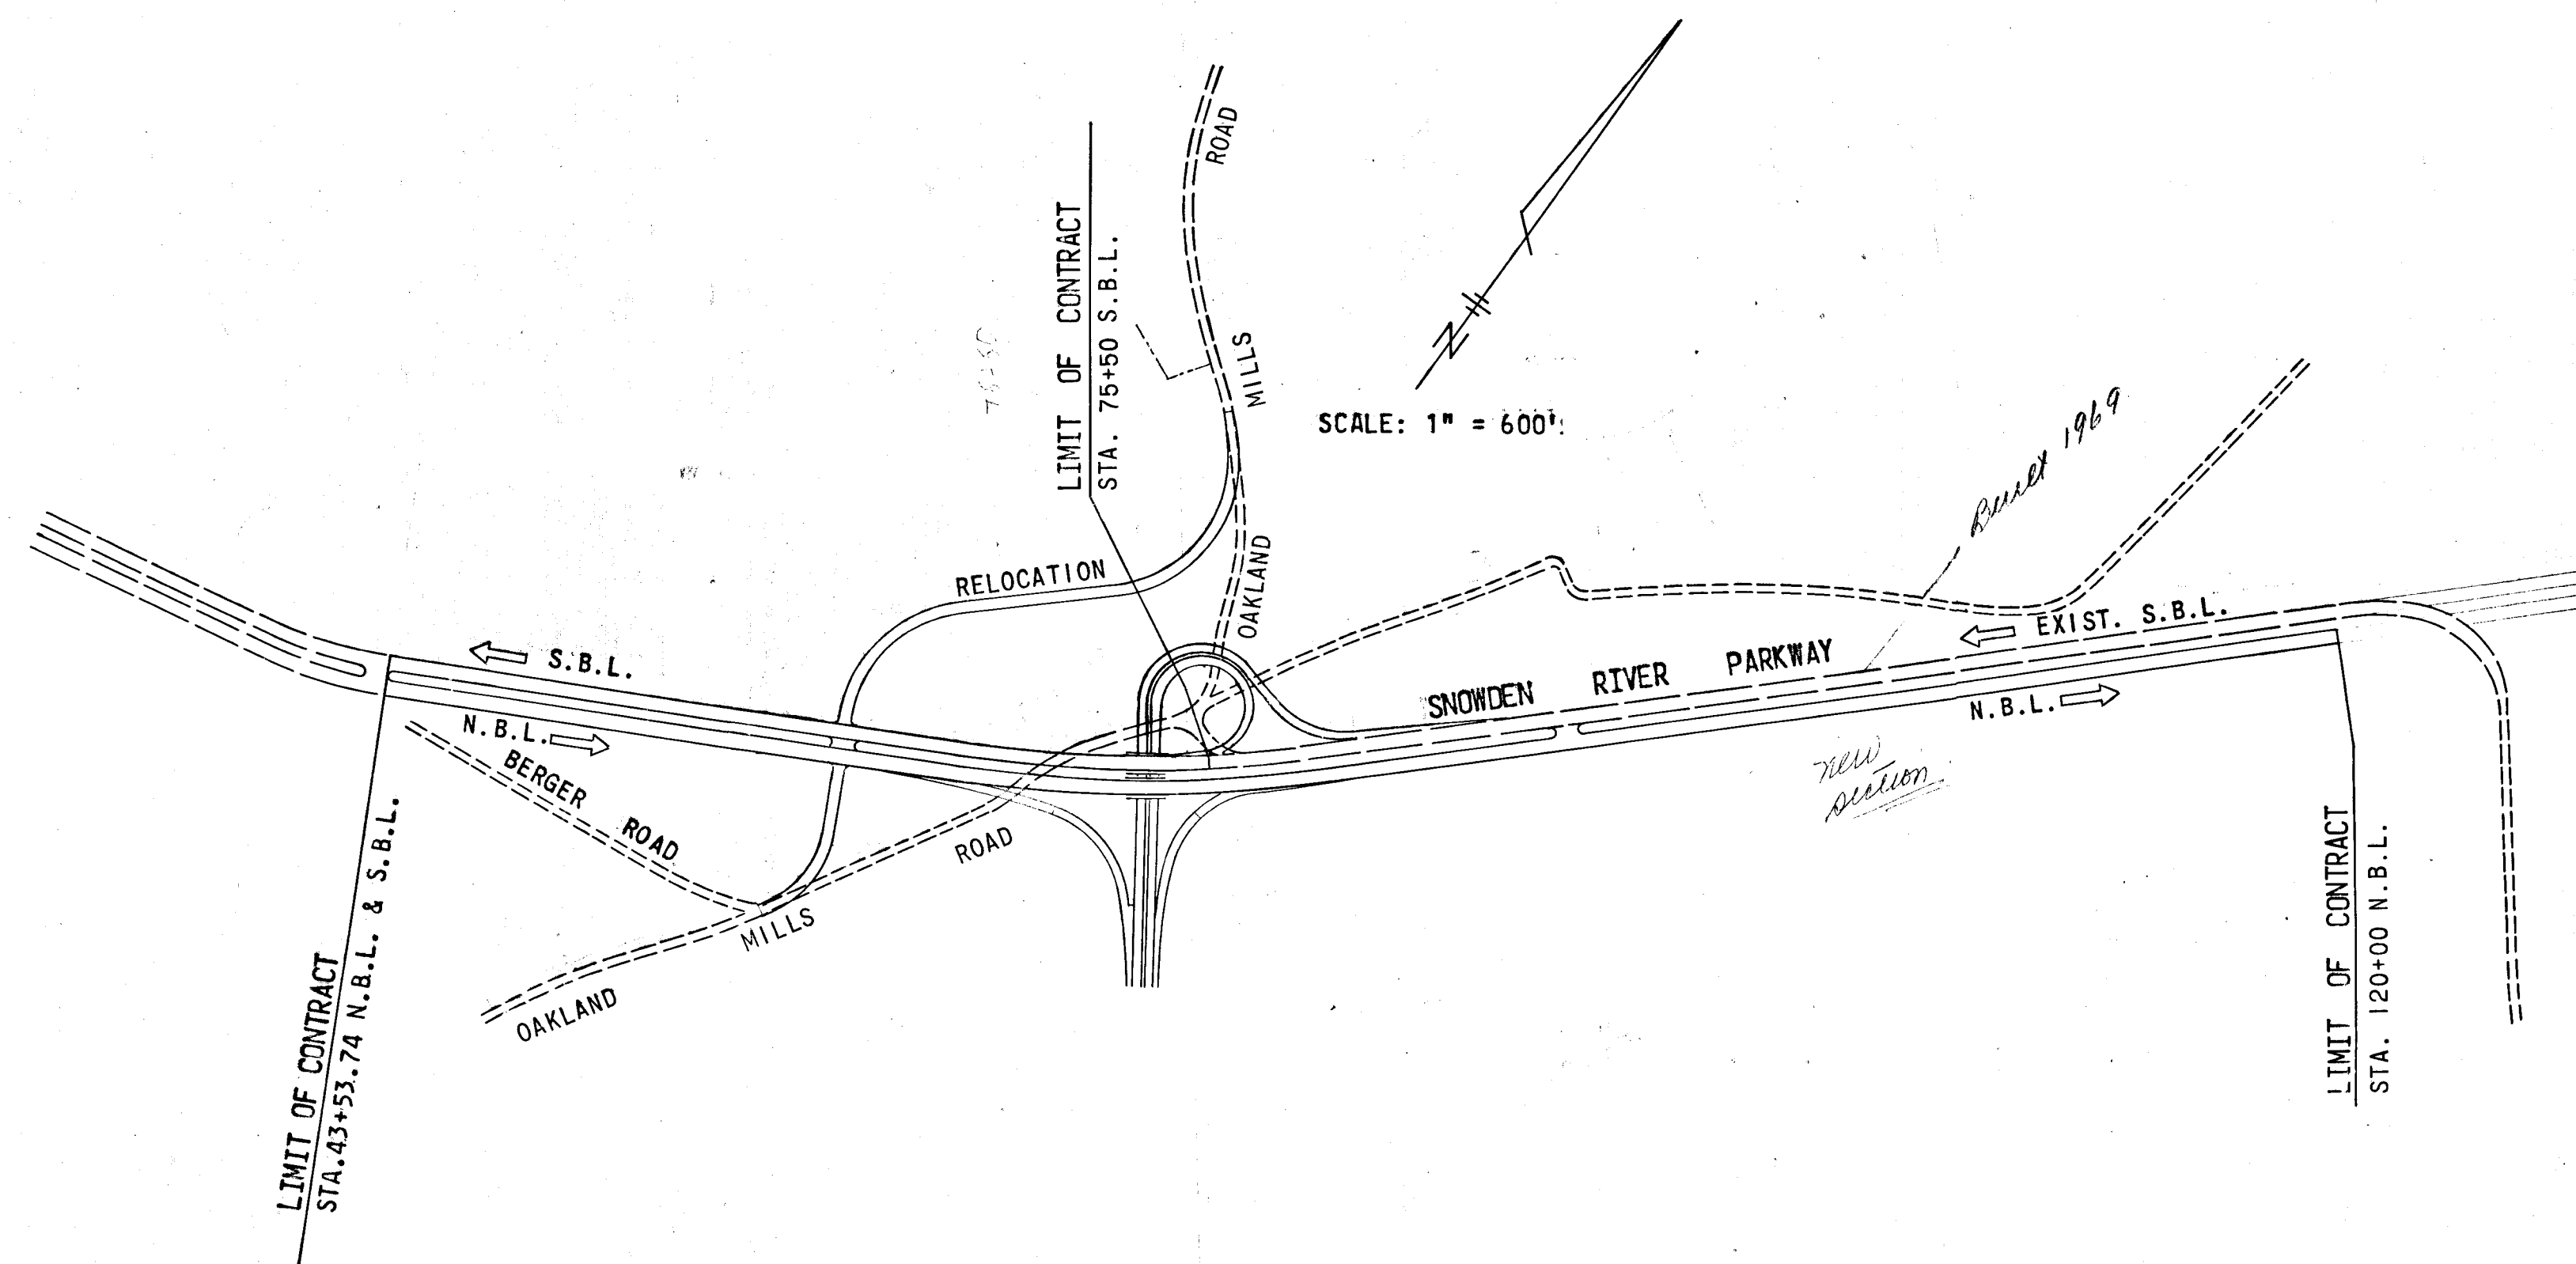 ROAD
LIMIT OF CONTRACT
STA. 75+50 S.B.L.
MILLS
N
SCALE: 1" = 600'
Built 1969
RELOCATION
OAKLAND
EXIST. S.B.L.
S.B.L.
SNOWDEN RIVER PARKWAY
N.B.L.
N.B.L.
BERGER ROAD
new
section
ROAD
MILLS
OAKLAND
LIMIT OF CONTRACT
STA.43+53.74 N.B.L. & S.B.L.
LIMIT OF CONTRACT
STA. 120+00 N.B.L.